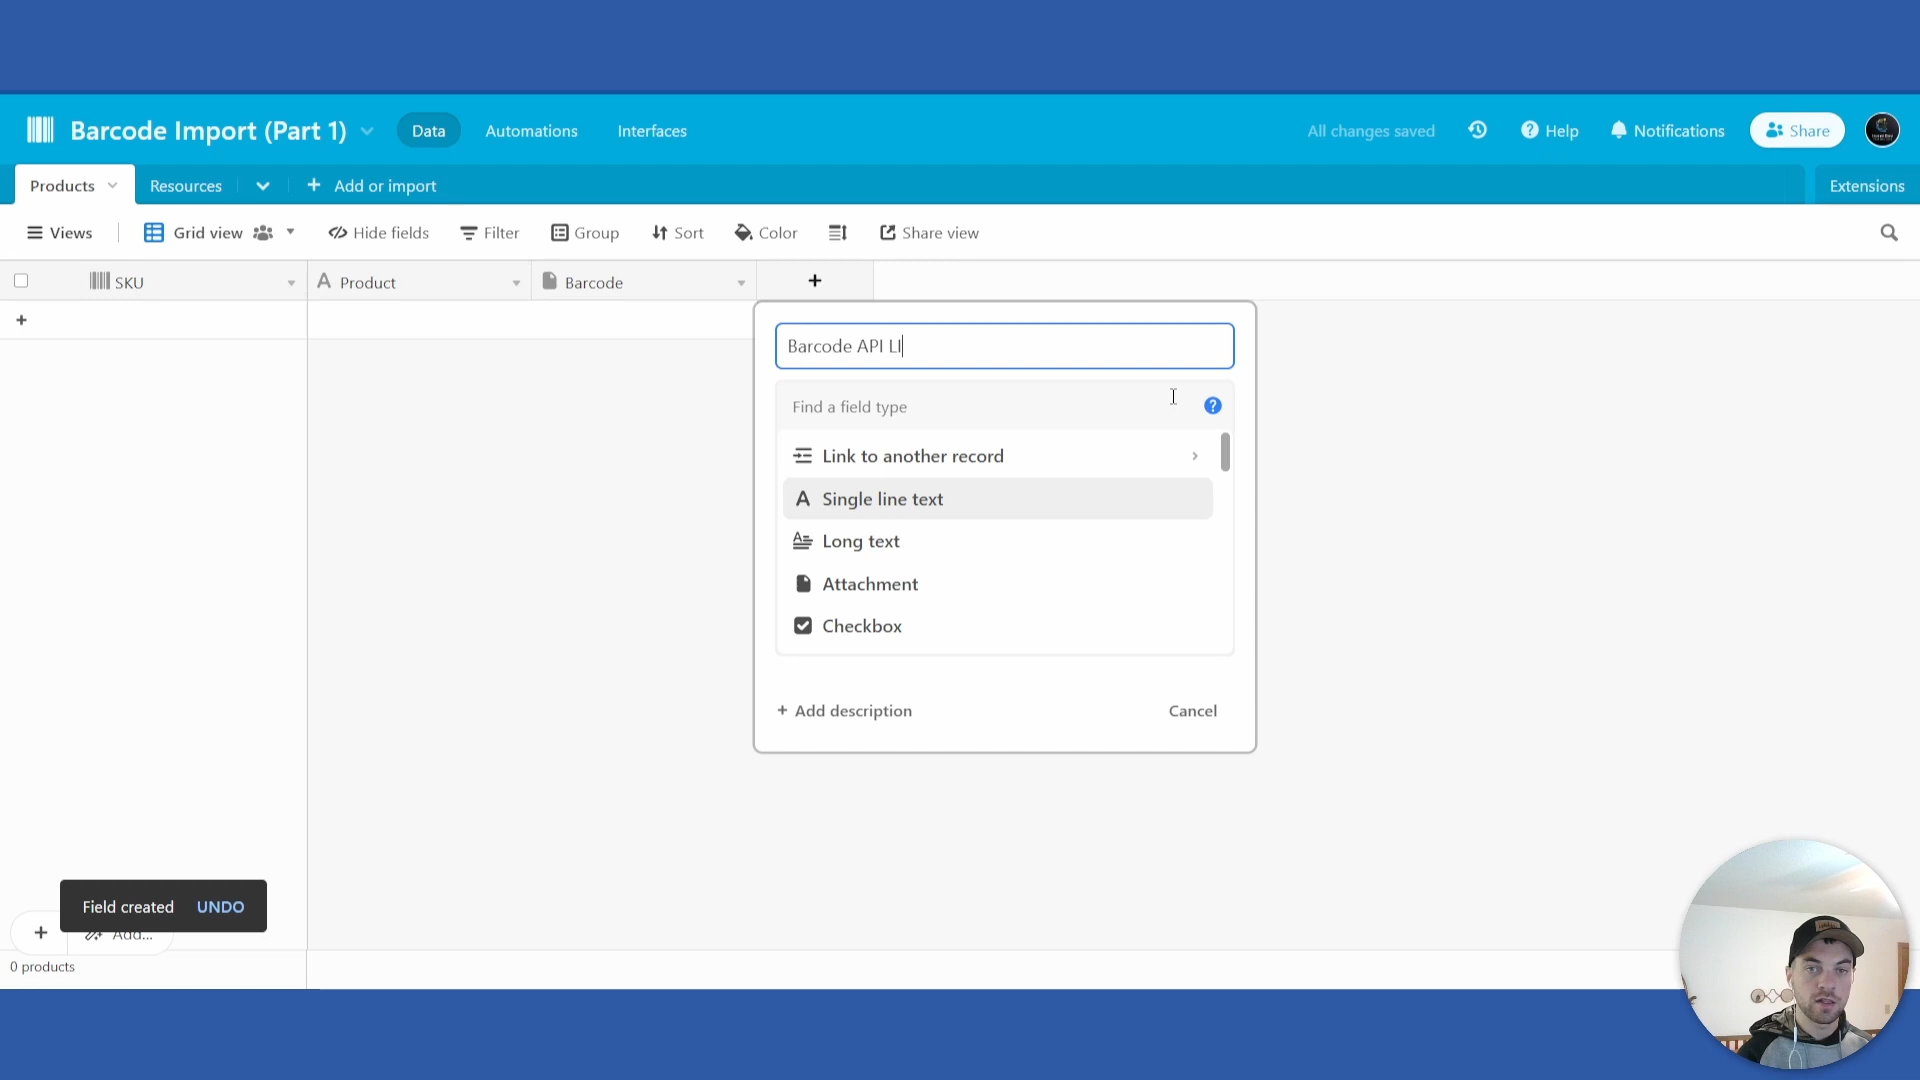 Barcode Import (Part 1)
Data
Automations
Interfaces
All changes saved
Help
Notifications
Share
Products
Resources
Add or import
Extensions
Views
Grid view
Hide fields
Filter
Group
Sort
Color
Share view
SKU
Product
Barcode
Barcode API LI
Find a field type
Link to another record
Single line text
Long text
Attachment
Checkbox
+ Add description
Cancel
Field created UNDO
Add...
0 products